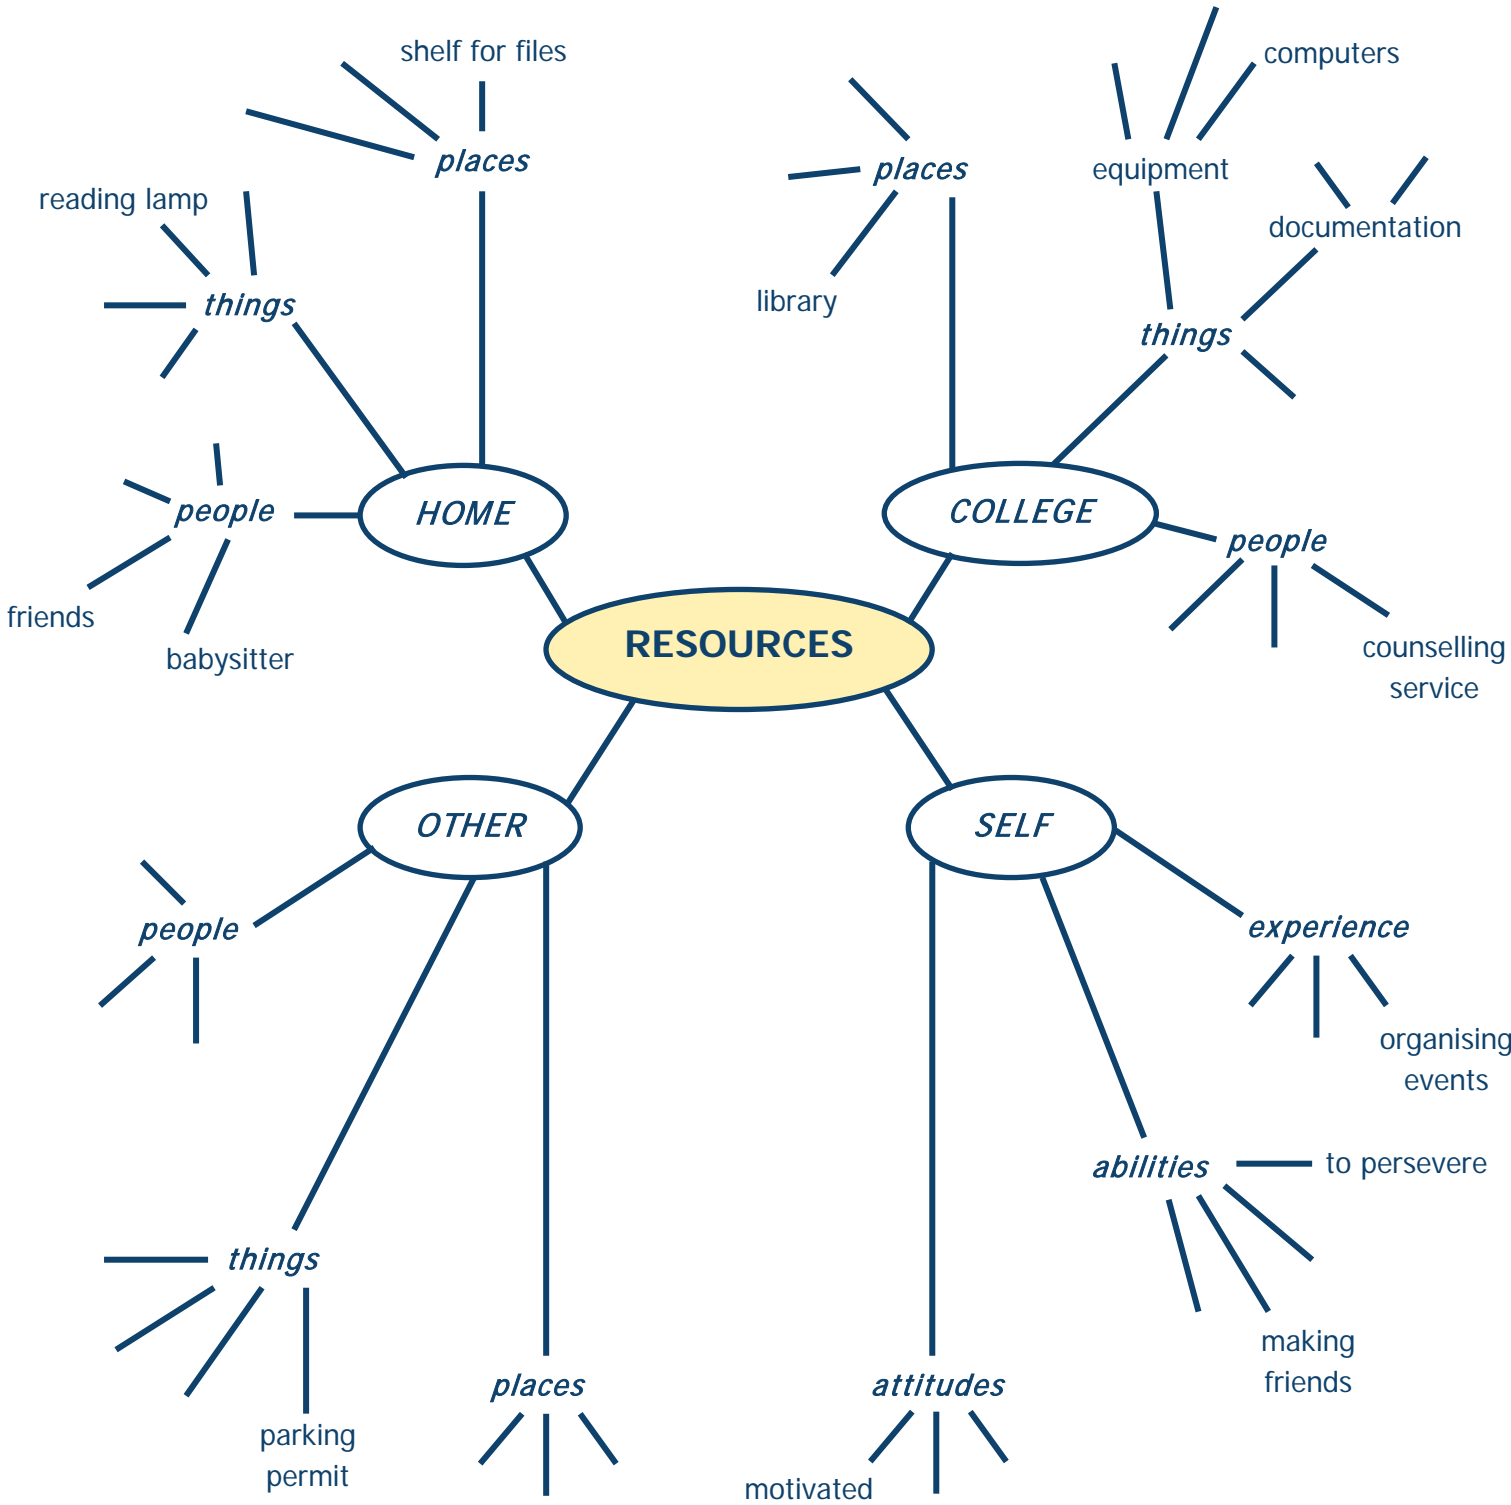 shelf for files
computers
places
places
equipment
reading lamp
documentation
things
library
things
people
HOME
COLLEGE
people
friends
babysitter
RESOURCES
counselling
service
OTHER
SELF
people
experience
organising
events
abilities
to persevere
things
making
friends
places
attitudes
parking
permit
motivated